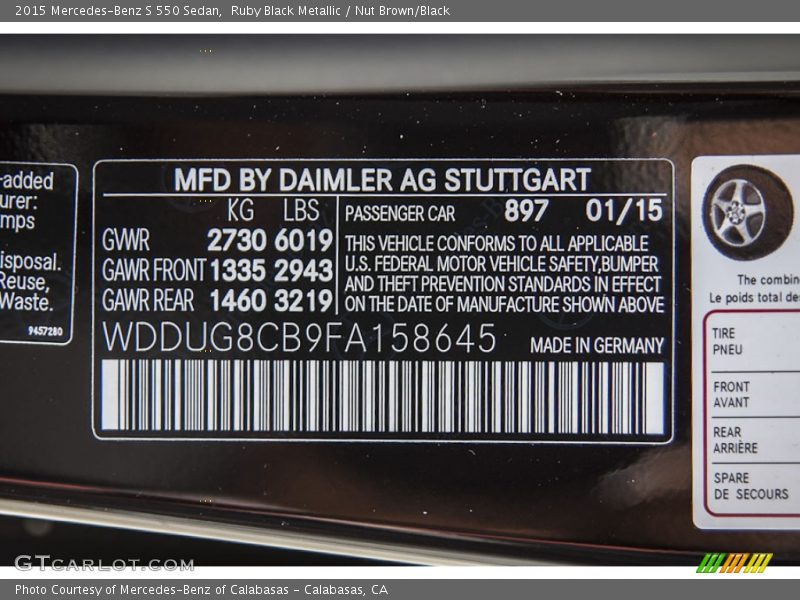 2015 Mercedes-Benz S 550 Sedan,  Ruby Black Metallic / Nut Brown/Black
-added
urer:
mps
isposal.
Reuse,
Waste.
9457280
MFD BY DAIMLER AG STUTTGART
KG LBS
GWR 2730 6019
GAWR FRONT 1335 2943
GAWR REAR 1460 3219
PASSENGER CAR 897 01/15
THIS VEHICLE CONFORMS TO ALL APPLICABLE
U.S. FEDERAL MOTOR VEHICLE SAFETY,BUMPER
AND THEFT PREVENTION STANDARDS IN EFFECT
ON THE DATE OF MANUFACTURE SHOWN ABOVE
WDDUG8CB9FA158645 MADE IN GERMANY
The combin
Le poids total de
TIRE
PNEU
FRONT
AVANT
REAR
ARRIÈRE
SPARE
DE SECOURS
GTcarlot.com
Photo Courtesy of Mercedes-Benz of Calabasas - Calabasas, CA